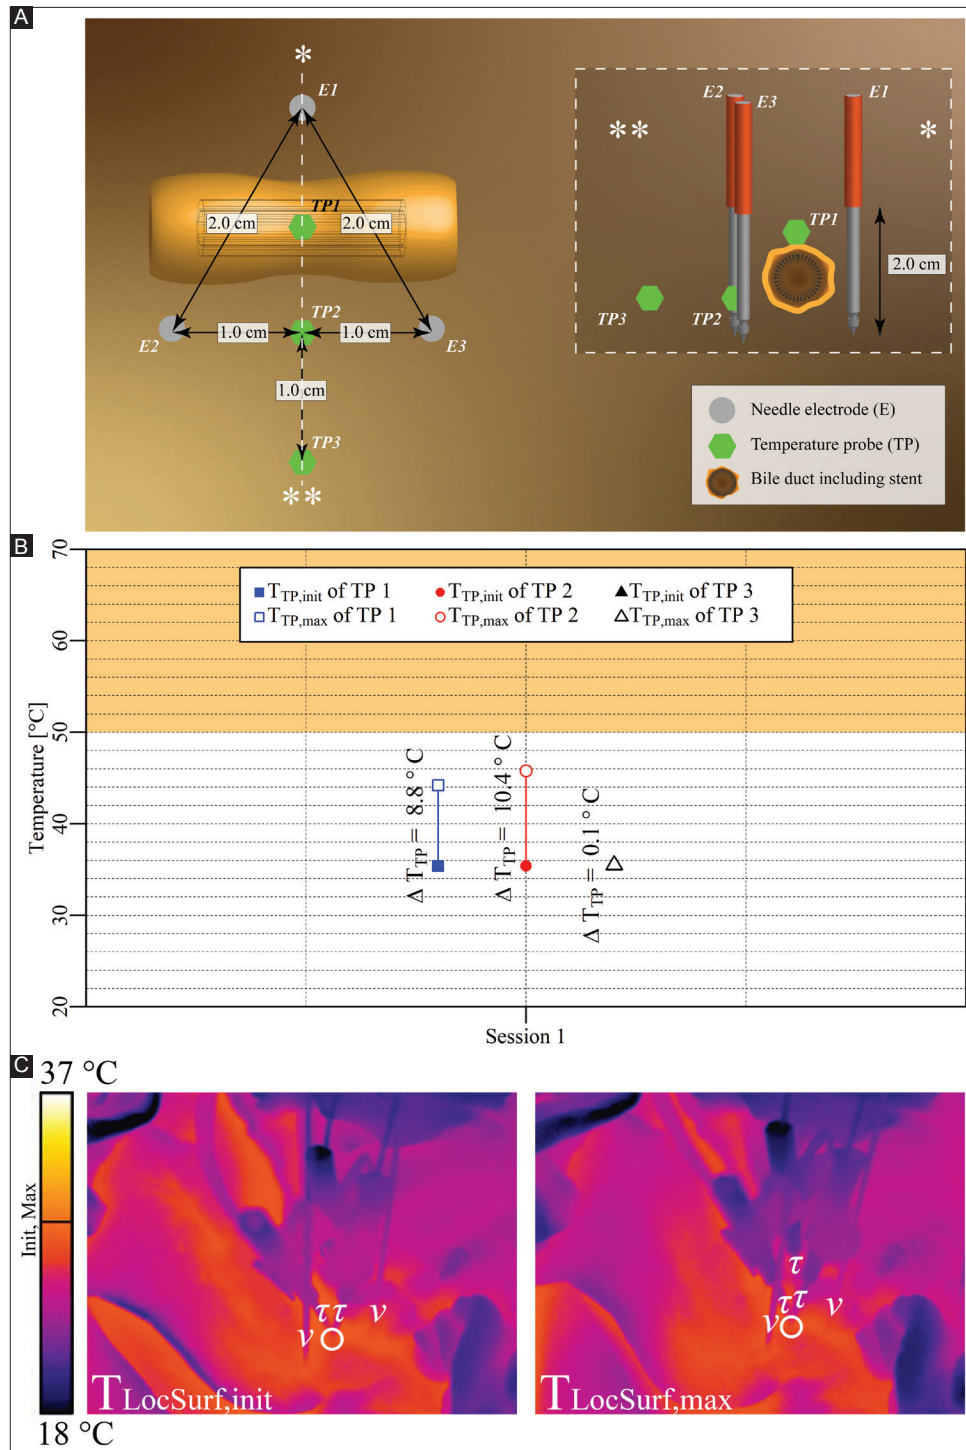 A
*
E1
TP1
2.0 cm
2.0 cm
TP2
E2
1.0 cm
1.0 cm
E3
1.0 cm
TP3
**
E2
E3
E1
**
*
TP1
2.0 cm
TP3
TP2
Needle electrode (E)
Temperature probe (TP)
Bile duct including stent
B
Temperature [°C]
70
60
50
40
30
20
T_TP,init of TP 1
T_TP,init of TP 2
T_TP,init of TP 3
T_TP,max of TP 1
T_TP,max of TP 2
T_TP,max of TP 3
Δ T_TP = 8.8 ° C
Δ T_TP = 10.4 ° C
Δ T_TP = 0.1 ° C
Session 1
C
37 °C
Init, Max
18 °C
τ τ
v
v
T_LocSurf,init
τ
τ τ
v
v
T_LocSurf,max